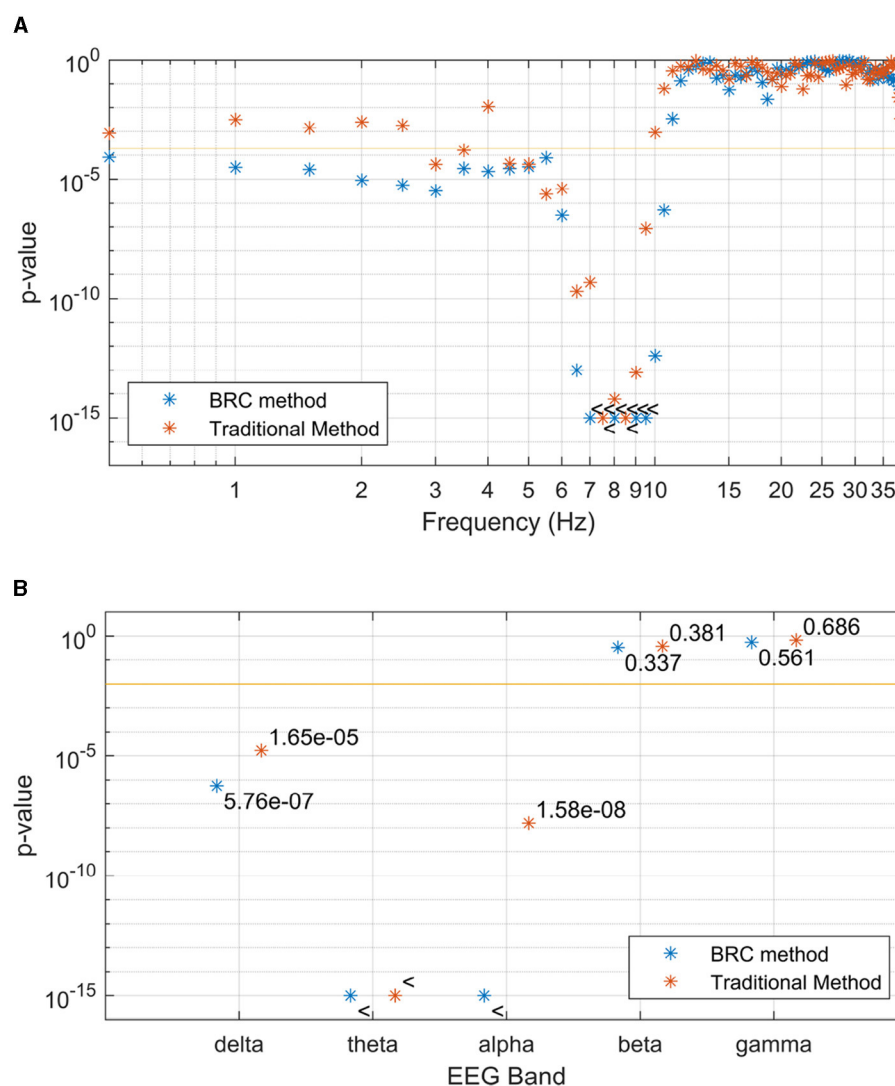 A
10^0
10^-5
10^-10
10^-15
p-value
< < < < < <
< <
BRC method
Traditional Method
1 2 3 4 5 6 7 8 9 10 15 20 25 30 35
Frequency (Hz)
B
10^0
10^-5
10^-10
10^-15
p-value
0.381
0.337
0.686
0.561
1.65e-05
5.76e-07
1.58e-08
<
<
<
BRC method
Traditional Method
delta theta alpha beta gamma
EEG Band